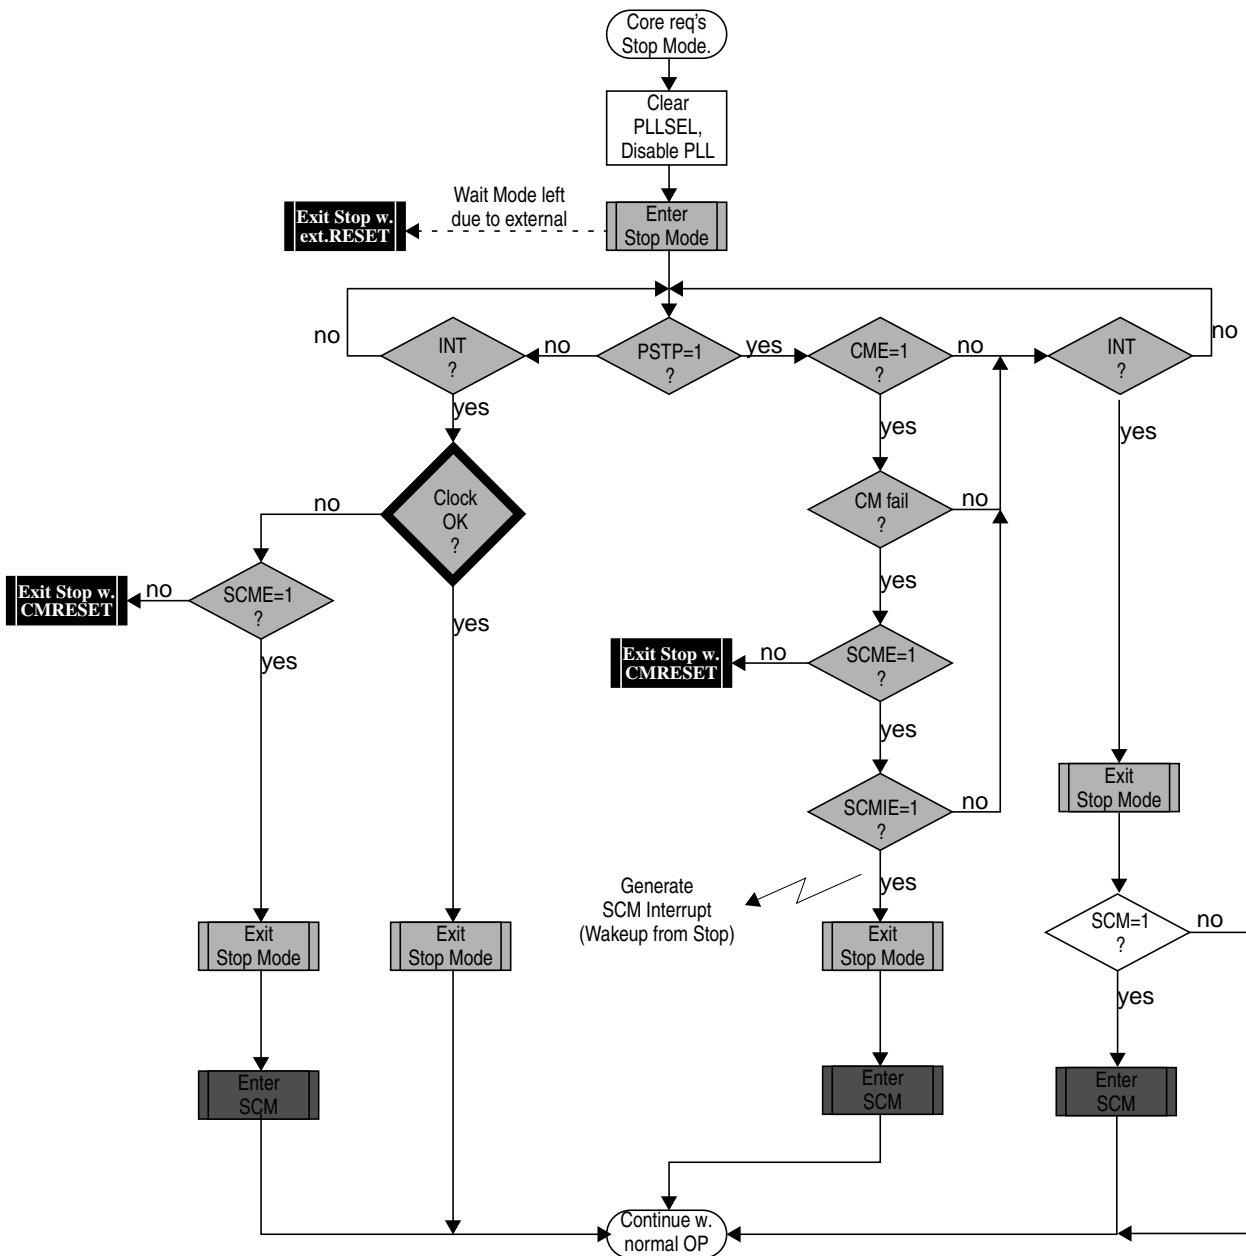 Core req's
Stop Mode.
Clear
PLLSEL,
Disable PLL
Wait Mode left
due to external
Exit Stop w.
ext.RESET
Enter
Stop Mode
no
INT
?
no
PSTP=1
?
yes
CME=1
?
no
INT
?
no
yes
yes
yes
Clock
OK
?
no
CM fail
?
no
yes
Exit Stop w.
CMRESET
no
SCME=1
?
yes
yes
Exit Stop w.
CMRESET
no
SCME=1
?
yes
SCMIE=1
?
no
Exit
Stop Mode
yes
Generate
SCM Interrupt
(Wakeup from Stop)
SCM=1
?
no
yes
Exit
Stop Mode
Exit
Stop Mode
Exit
Stop Mode
Enter
SCM
Enter
SCM
Enter
SCM
Continue w.
normal OP